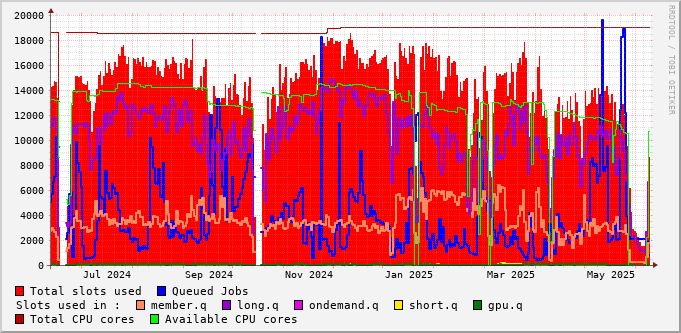 20000
18000
16000
14000
12000
10000
8000
6000
4000
2000
0
Jul 2024 Sep 2024 Nov 2024 Jan 2025 Mar 2025 May 2025
RRDTOOL / TOBI OETIKER
Total slots used Queued Jobs
Slots used in : member.q long.q ondemand.q short.q gpu.q
Total CPU cores Available CPU cores